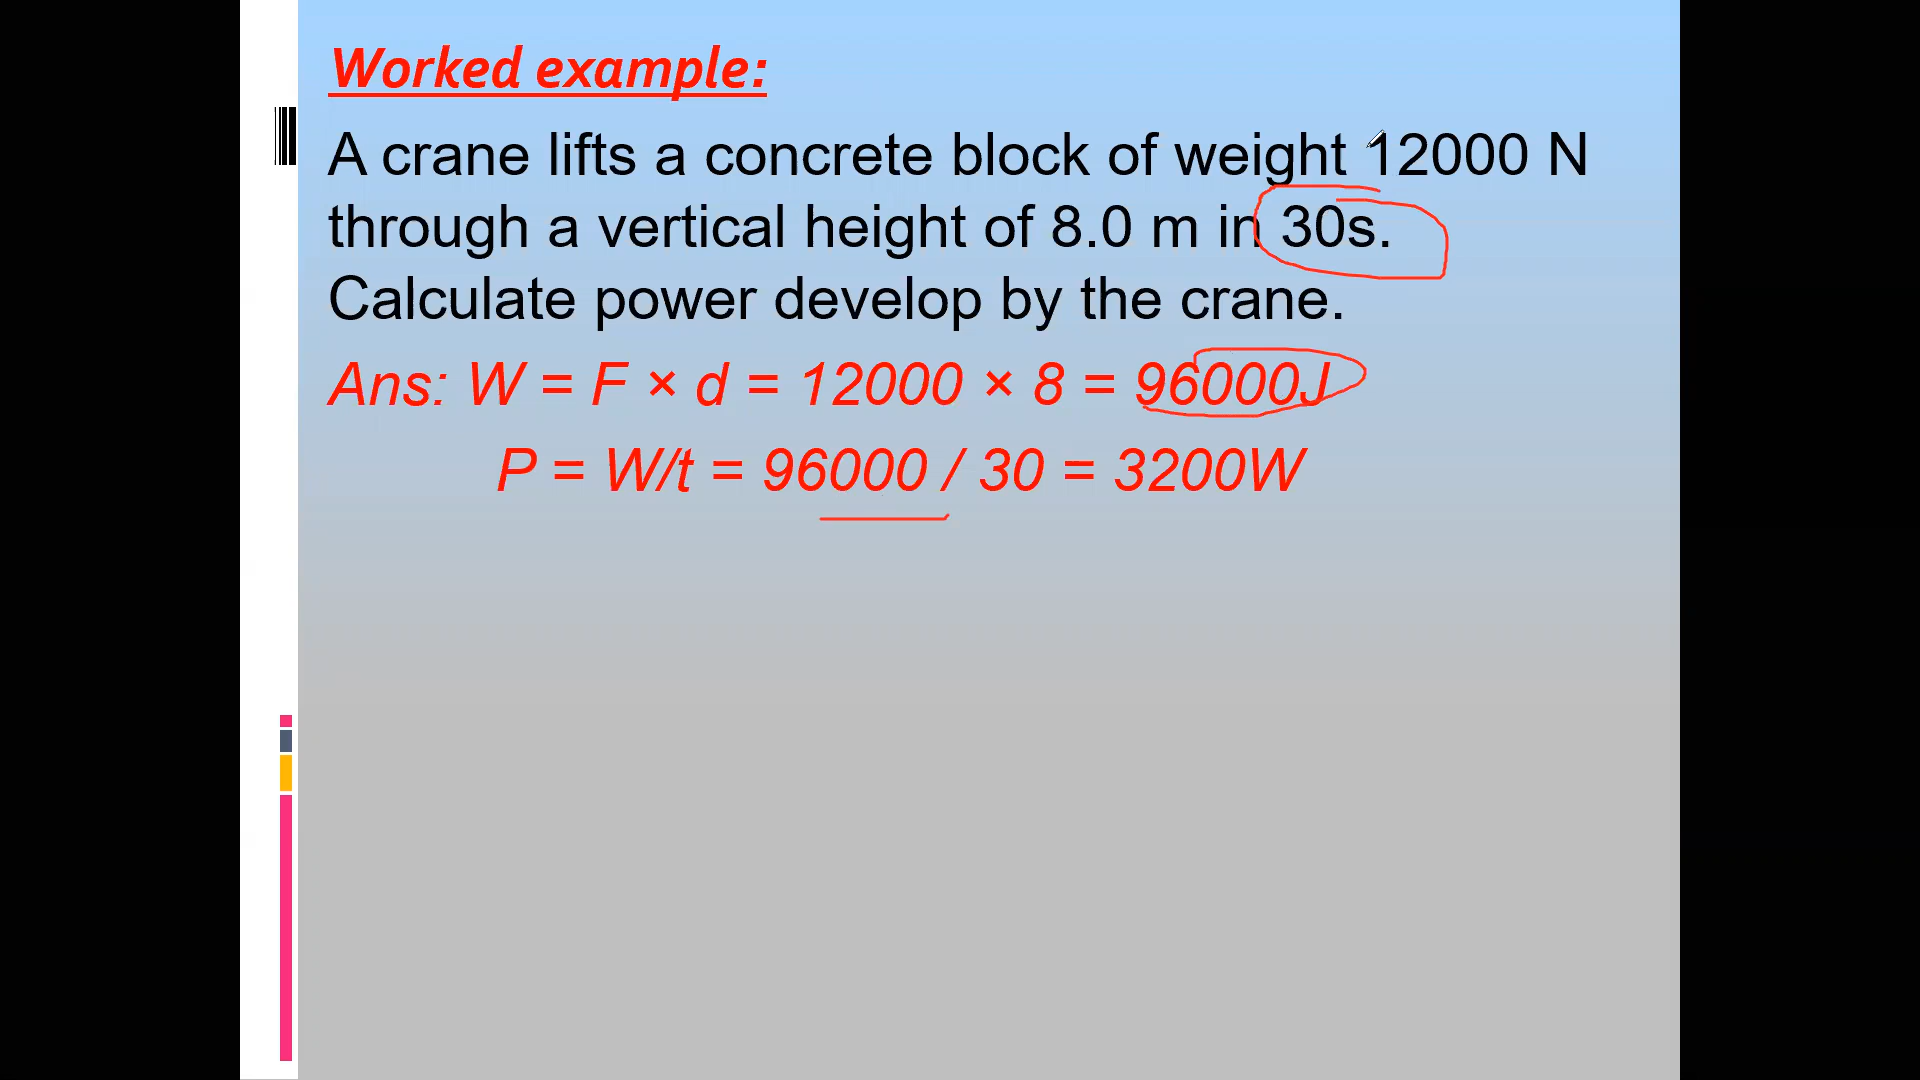 Worked example:
A crane lifts a concrete block of weight 12000 N
through a vertical height of 8.0 m in 30s.
Calculate power develop by the crane.
Ans: W = F × d = 12000 × 8 = 96000J
P = W/t = 96000 / 30 = 3200W